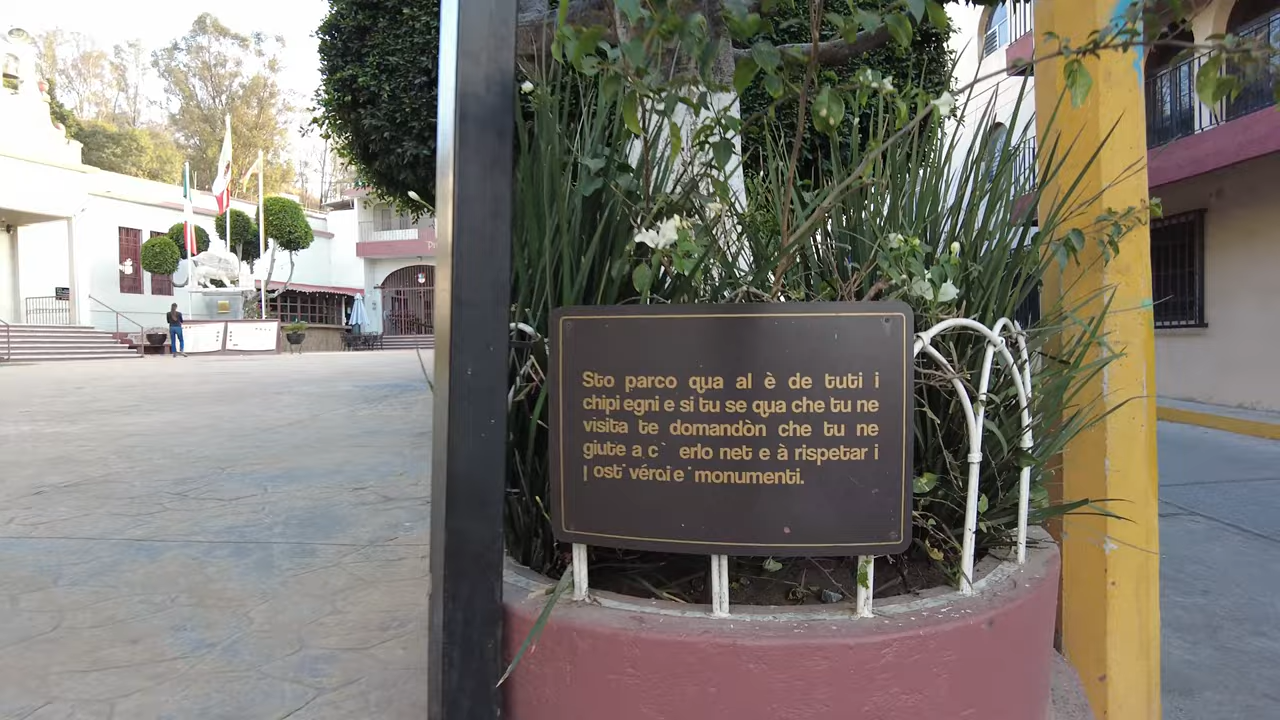 Sto parco qua al è de tuti i
chipi egni e si tu se qua che tu ne
visita te domandòn che tu ne
giute a c` erlo net e à rispetar i
ost vérdi e monumenti.